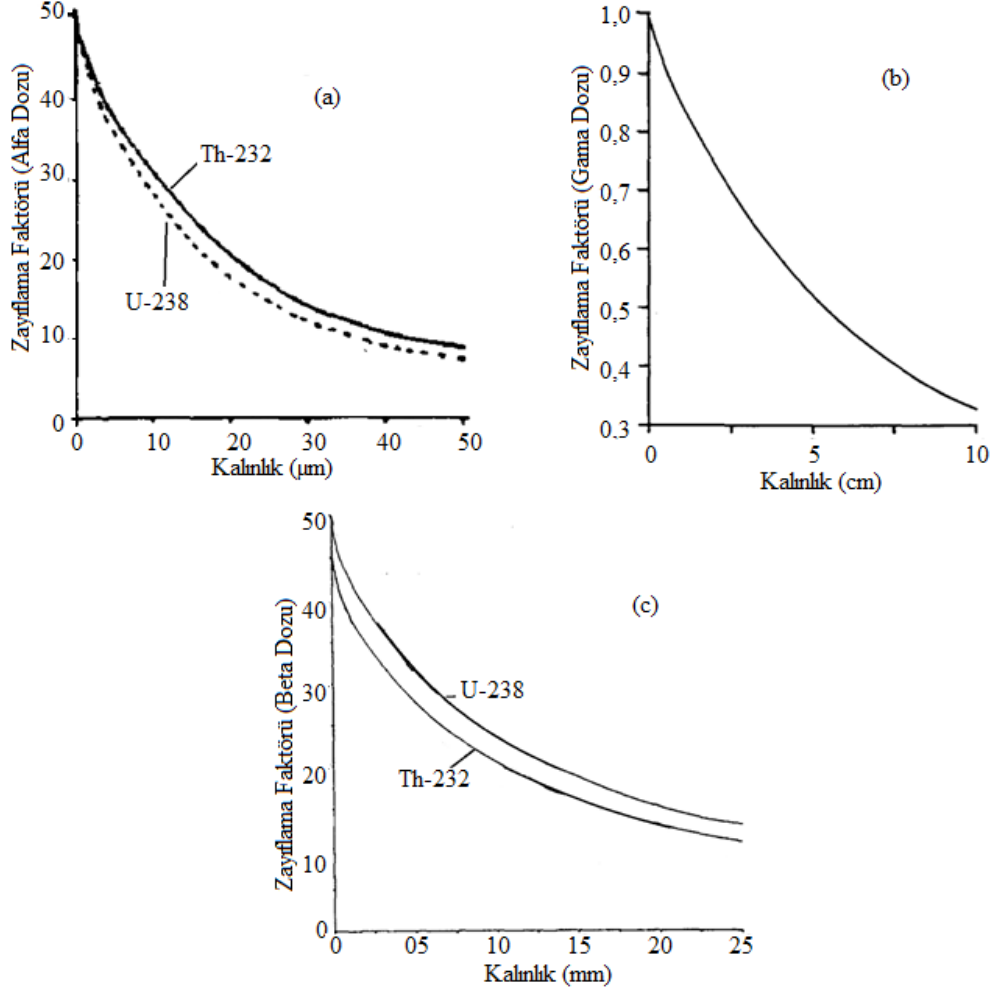 Zayıflama Faktörü (Alfa Dozu)
50
40
30
20
10
0
(a)
Th-232
U-238
0 10 20 30 40 50
Kalınlık (μm)
Zayıflama Faktörü (Gama Dozu)
1,0
0,9
0,8
0,7
0,6
0,5
0,4
0.3
(b)
0 5 10
Kalınlık (cm)
Zayıflama Faktörü (Beta Dozu)
50
40
30
20
10
0
(c)
U-238
Th-232
0 05 10 15 20 25
Kalınlık (mm)